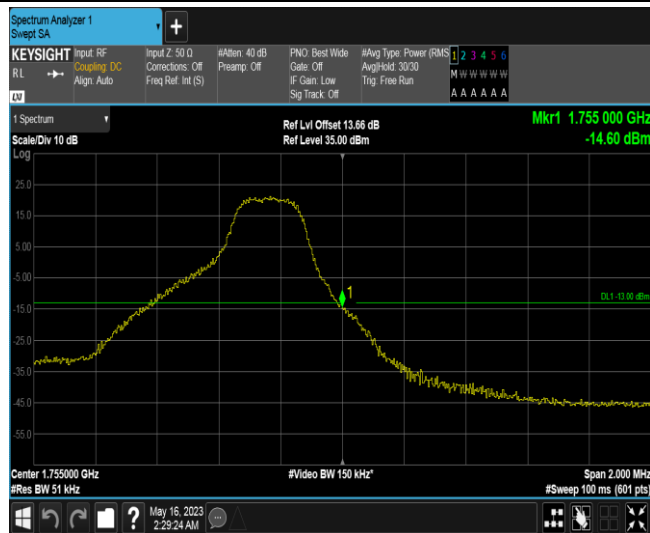 Spectrum Analyzer 1
Swept SA
+
KEYSIGHT
RL
LXI
Input: RF
Coupling: DC
Align: Auto
Input Z: 50 Ω
Corrections: Off
Freq Ref: Int (S)
#Atten: 40 dB
Preamp: Off
PNO: Best Wide
Gate: Off
IF Gain: Low
Sig Track: Off
#Avg Type: Power (RMS
Avg|Hold: 30/30
Trig: Free Run
1 2 3 4 5 6
M W W W W W
A A A A A A
1 Spectrum
Scale/Div 10 dB
Ref Lvl Offset 13.66 dB
Ref Level 35.00 dBm
Mkr1 1.755 000 GHz
-14.60 dBm
Log
25.0
15.0
5.00
-5.00
-15.0
-25.0
-35.0
-45.0
-55.0
1
DL1 -13.00 dBm
Center 1.755000 GHz
#Res BW 51 kHz
#Video BW 150 kHz*
Span 2.000 MHz
#Sweep 100 ms (601 pts)
?
May 16, 2023
2:29:24 AM